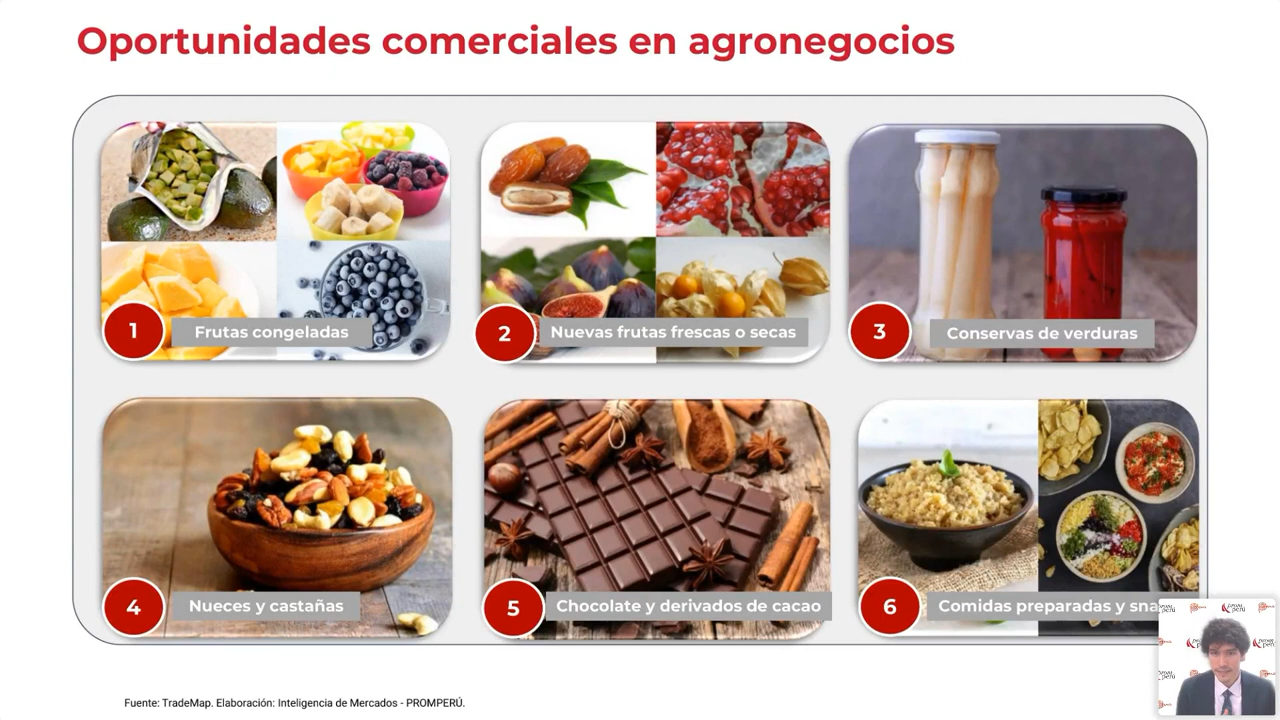 Oportunidades comerciales en agronegocios
1
Frutas congeladas
2
Nuevas frutas frescas o secas
3
Conservas de verduras
4
Nueces y castañas
5
Chocolate y derivados de cacao
6
Comidas preparadas y
Fuente: TradeMap. Elaboración: Inteligencia de Mercados - PROMPERÚ.